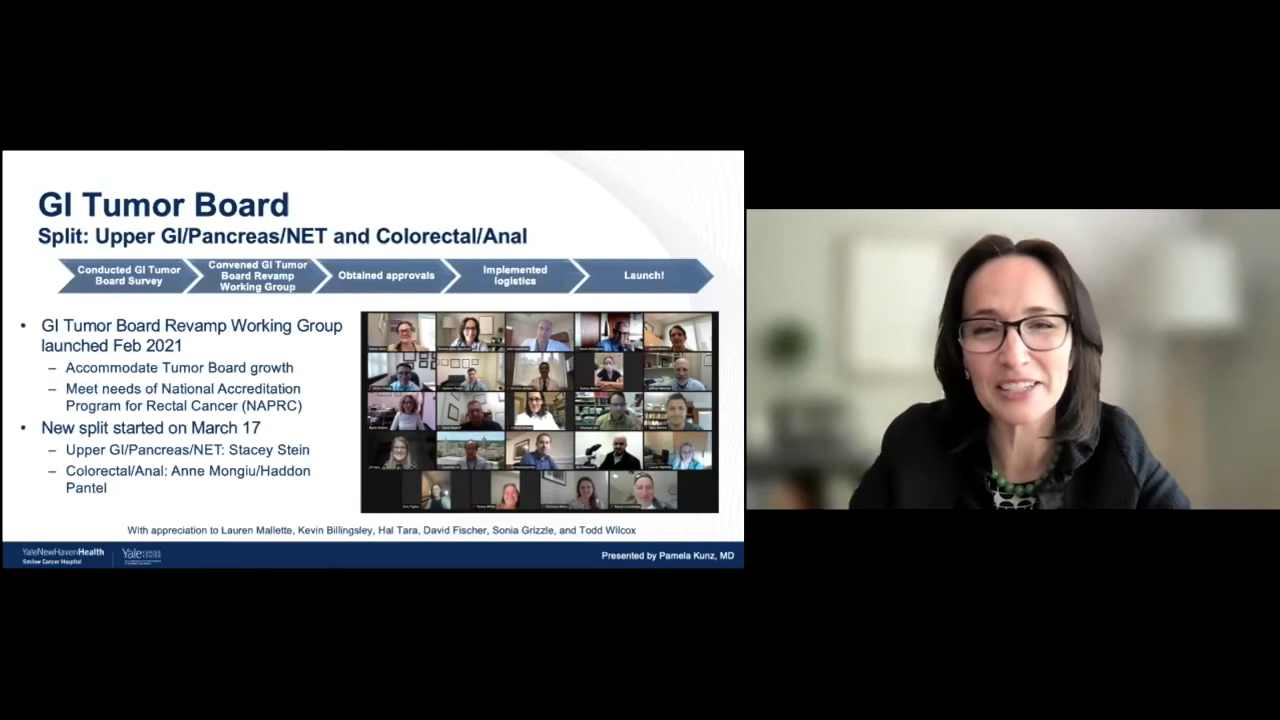 GI Tumor Board
Split: Upper GI/Pancreas/NET and Colorectal/Anal
Conducted GI Tumor
Board Survey
Convened GI Tumor
Board Revamp
Working Group
Obtained approvals
Implemented
logistics
Launch!
• GI Tumor Board Revamp Working Group
launched Feb 2021
– Accommodate Tumor Board growth
– Meet needs of National Accreditation
Program for Rectal Cancer (NAPRC)
• New split started on March 17
– Upper GI/Pancreas/NET: Stacey Stein
– Colorectal/Anal: Anne Mongiu/Haddon
Pantel
With appreciation to Lauren Mallette, Kevin Billingsley, Hal Tara, David Fischer, Sonia Grizzle, and Todd Wilcox
YaleNewHavenHealth
Smilow Cancer Hospital
Yale
Presented by Pamela Kunz, MD